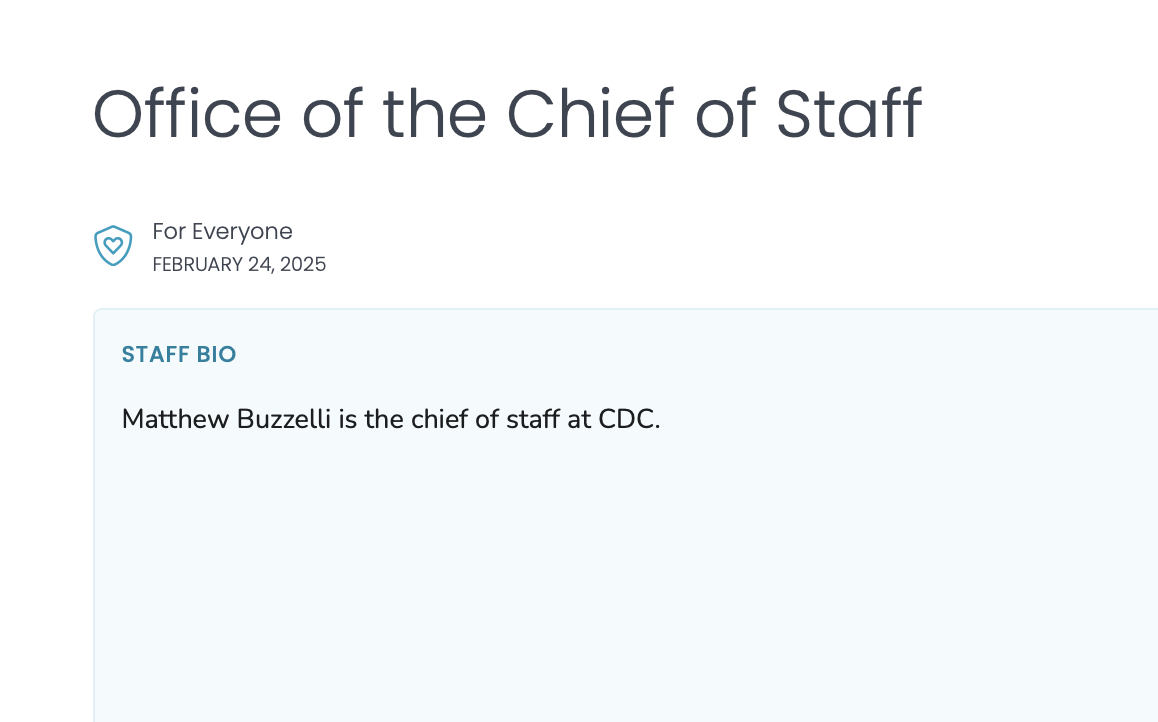 Office of the Chief of Staff
For Everyone
FEBRUARY 24, 2025
STAFF BIO
Matthew Buzzelli is the chief of staff at CDC.